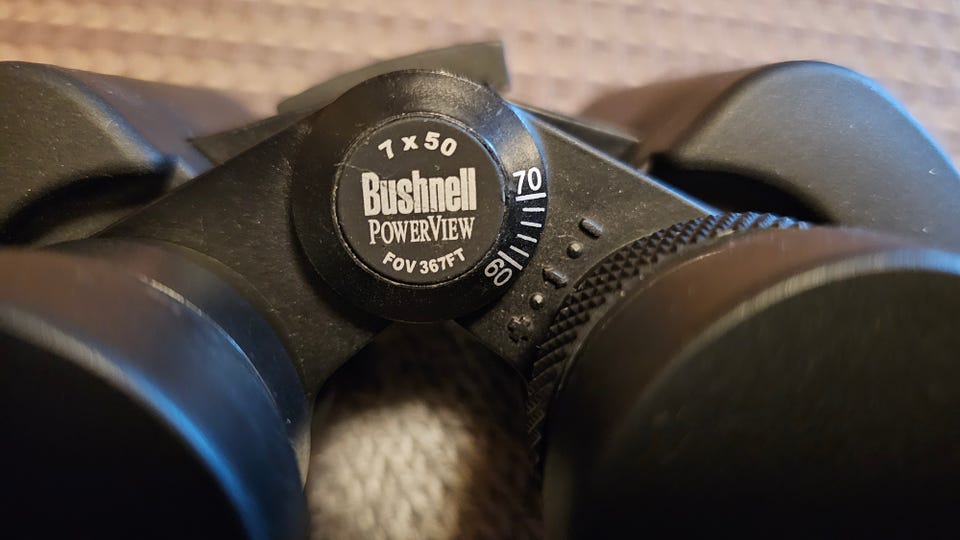 7 x 50
Bushnell
POWERVIEW
FOV 367FT
70
60